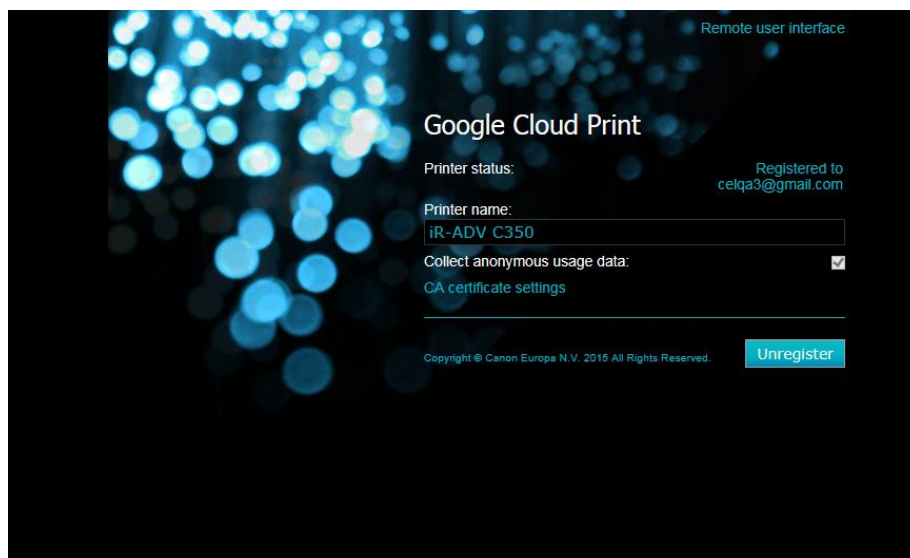 Remote user interface
Google Cloud Print
Printer status:
Registered to
celqa3@gmail.com
Printer name:
iR-ADV C350
Collect anonymous usage data:
CA certificate settings
Copyright © Canon Europa N.V. 2015 All Rights Reserved.
Unregister